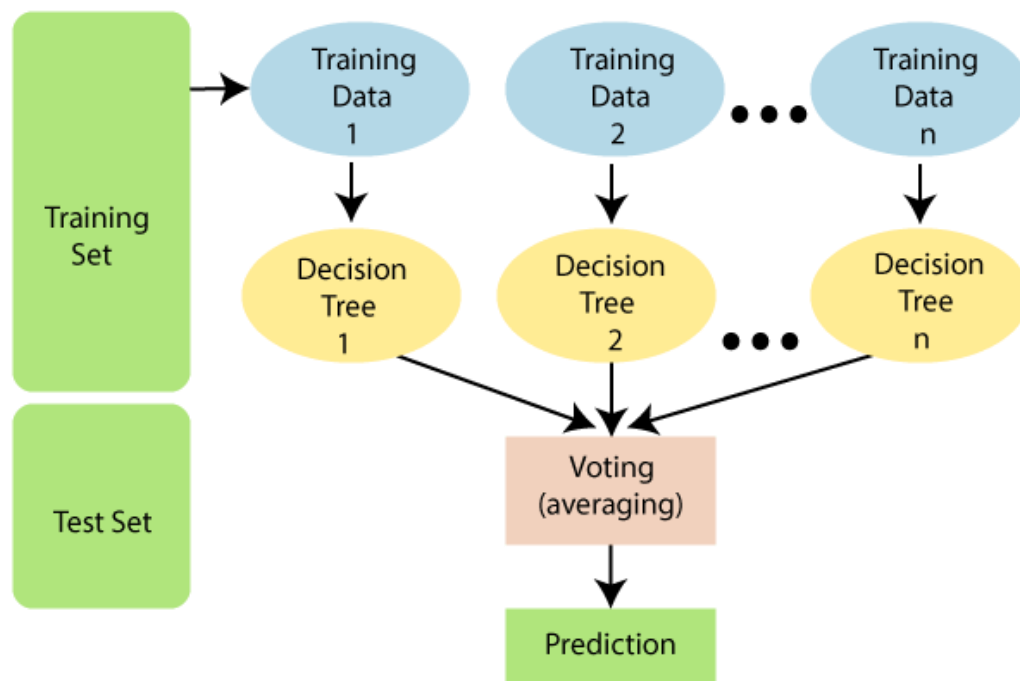 Training
Set
Training
Data
1
Training
Data
2
Training
Data
n
Decision
Tree
1
Decision
Tree
2
Decision
Tree
n
Test Set
Voting
(averaging)
Prediction